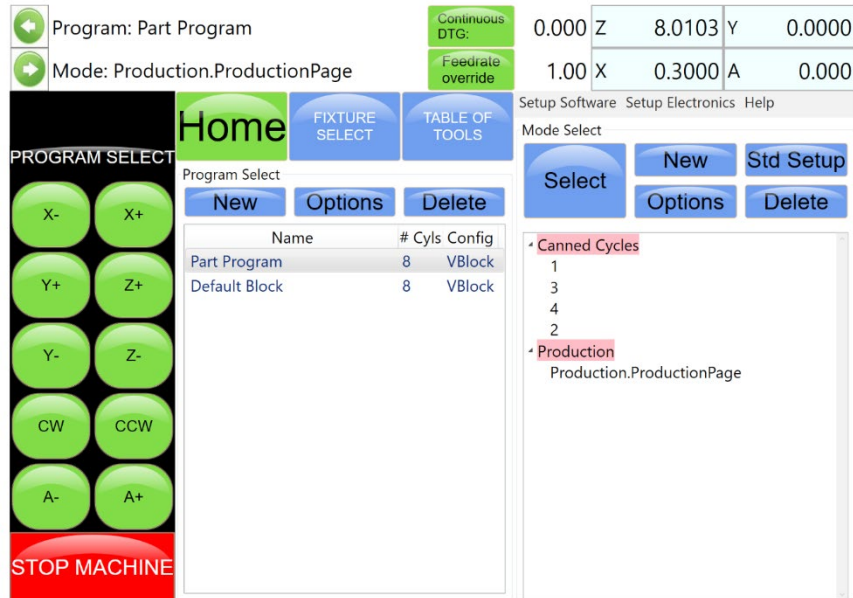 Program: Part Program
Continuous DTG:
0.000 Z 8.0103 Y 0.0000
Mode: Production.ProductionPage
Feedrate override
1.00 X 0.3000 A 0.000
PROGRAM SELECT
X- X+
Y+ Z+
Y- Z-
CW CCW
A- A+
STOP MACHINE
Home
FIXTURE SELECT
TABLE OF TOOLS
Program Select
New Options Delete
Name # Cyls Config
Part Program 8 VBlock
Default Block 8 VBlock
Setup Software Setup Electronics Help
Mode Select
Select
New Std Setup
Options Delete
Canned Cycles
1
3
4
2
Production
Production.ProductionPage